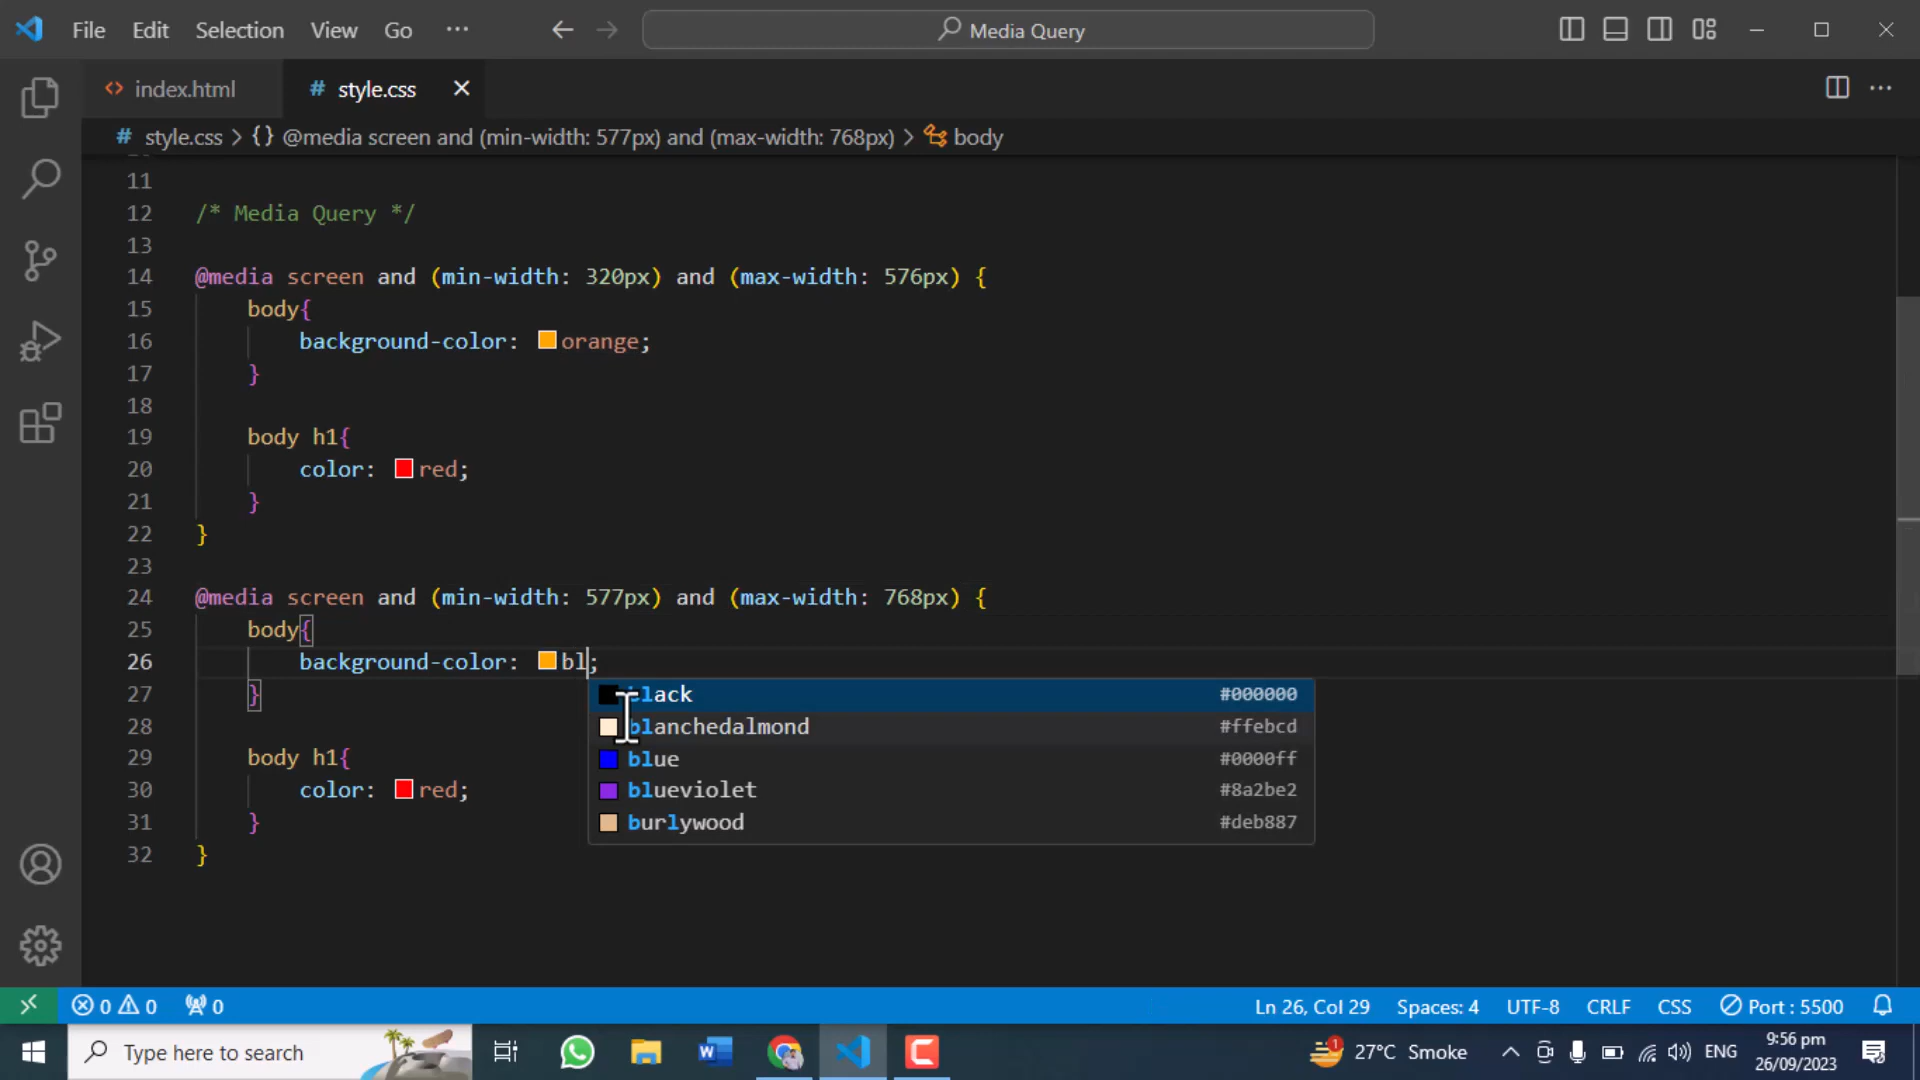 File Edit Selection View Go ··· Media Query
index.html style.css
style.css > {} @media screen and (min-width: 577px) and (max-width: 768px) > body
11
12 /* Media Query */
13
14 @media screen and (min-width: 320px) and (max-width: 576px) {
15 body{
16 background-color: orange;
17 }
18
19 body h1{
20 color: red;
21 }
22 }
23
24 @media screen and (min-width: 577px) and (max-width: 768px) {
25 body{
26 background-color: bl;
27 }
black #000000
28
blanchedalmond #ffebcd
29 body h1{
blue #0000ff
30 color: red;
blueviolet #8a2be2
31 }
burlywood #deb887
32 }
0 0 0 Ln 26, Col 29 Spaces: 4 UTF-8 CRLF CSS Port : 5500
Type here to search 1 27°C Smoke ENG 9:56 pm
26/09/2023